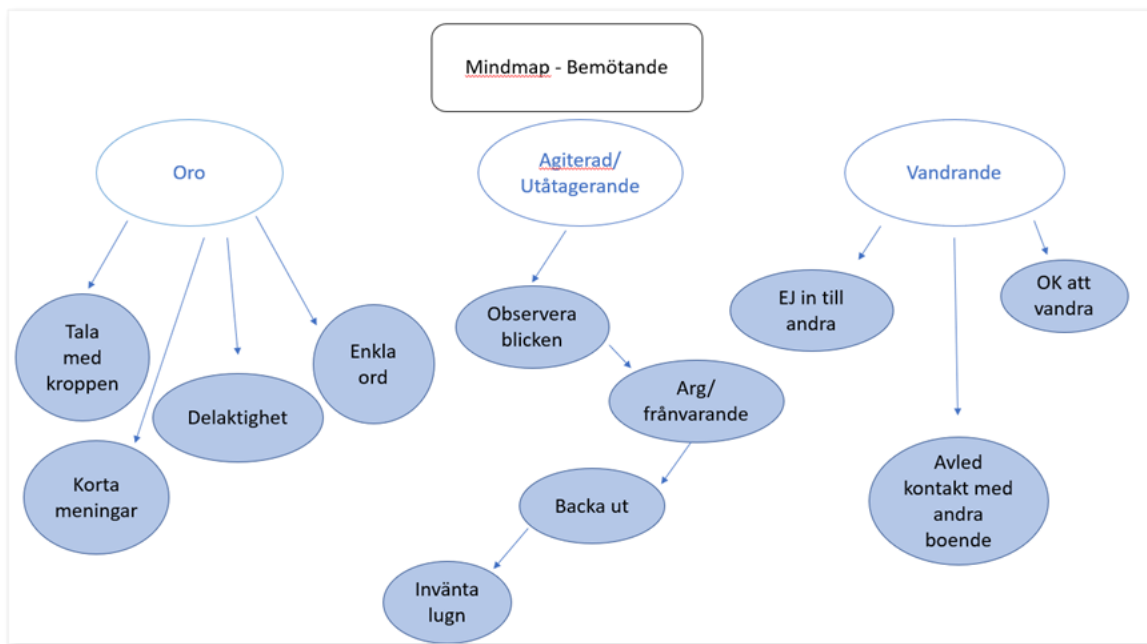 Mindmap - Bemötande
Oro
Tala
med
kroppen
Korta
meningar
Delaktighet
Enkla
ord
Agiterad/
Utåtagerande
Observera
blicken
Arg/
frånvarande
Backa ut
Invänta
lugn
Vandrande
EJ in till
andra
Avled
kontakt med
andra
boende
OK att
vandra